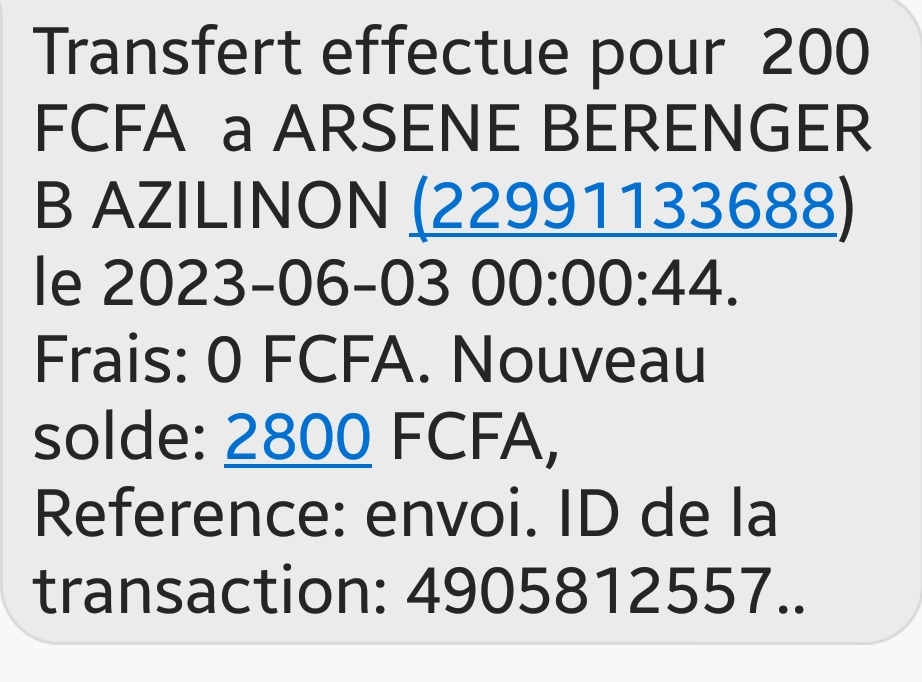 Transfert effectue pour  200
FCFA  a ARSENE BERENGER
B AZILINON (22991133688)
le 2023-06-03 00:00:44.
Frais: 0 FCFA. Nouveau
solde: 2800 FCFA,
Reference: envoi. ID de la
transaction: 4905812557..